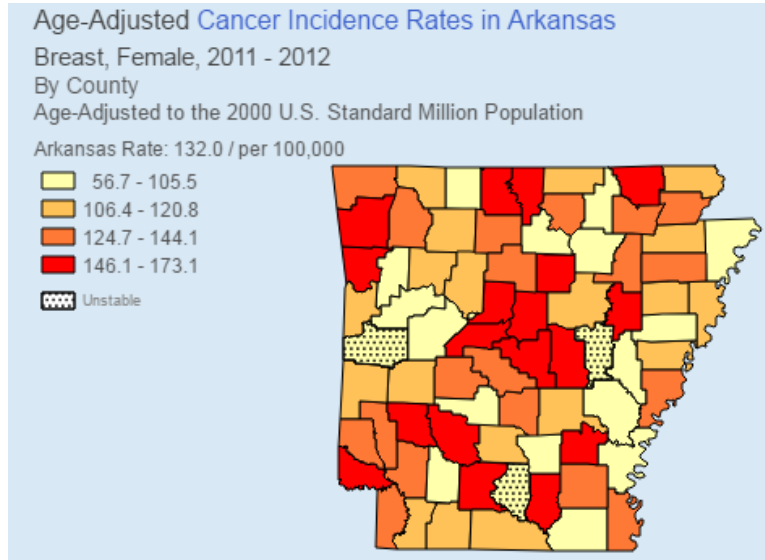 Age-Adjusted Cancer Incidence Rates in Arkansas
Breast, Female, 2011 - 2012
By County
Age-Adjusted to the 2000 U.S. Standard Million Population
Arkansas Rate: 132.0 / per 100,000
56.7 - 105.5
106.4 - 120.8
124.7 - 144.1
146.1 - 173.1
Unstable